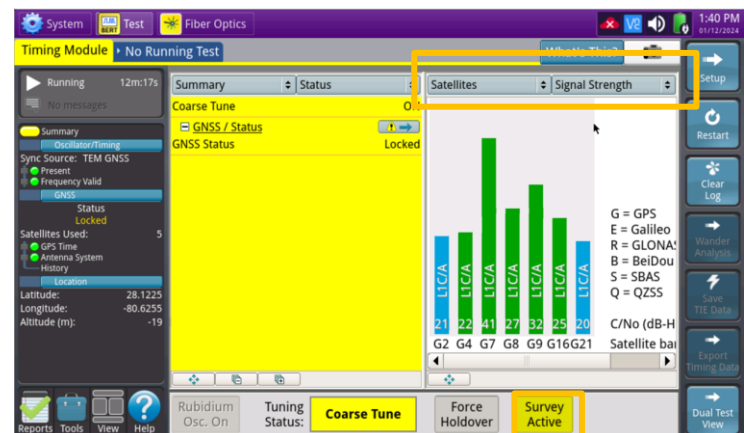 System
Test
Fiber Optics
1:40 PM
01/12/2024
Timing Module
No Running Test
What's This?
Setup
Running 12m:17s
No messages
Summary
Oscillator/Timing
Sync Source: TEM GNSS
Present
Frequency Valid
GNSS
Status
Locked
Satellites Used: 5
GPS Time
Antenna System
History
Location
Latitude: 28.1225
Longitude: -80.6255
Altitude (m): -19
Summary Status
Coarse Tune
GNSS / Status
GNSS Status Locked
Satellites Signal Strength
L1C/A L1C/A L1C/A L1C/A L1C/A L1C/A L1C/A
21 22 41 27 32 25 20
G2 G4 G7 G8 G9 G16 G21
G = GPS
E = Galileo
R = GLONAS
B = BeiDou
S = SBAS
Q = QZSS
C/No (dB-H
Satellite bar
Restart
Clear
Log
Wander
Analysis
Save
TIE Data
Export
Timing Data
Dual Test
View
Reports Tools View Help
Rubidium
Osc. On
Tuning
Status:
Coarse Tune
Force
Holdover
Survey
Active